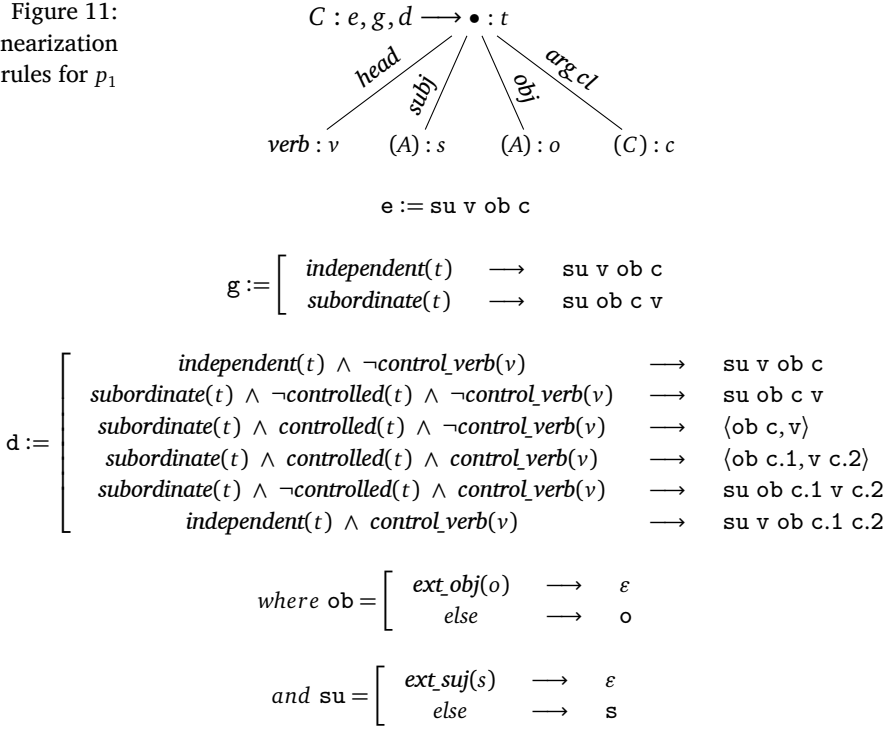 Figure 11:
nearization
rules for p₁
C : e, g, d ⟶ • : t
head subj obj arg_cl
verb : v (A) : s (A) : o (C) : c
e := su v ob c
g := [ independent(t) ⟶ su v ob c
subordinate(t) ⟶ su ob c v
d := [ independent(t) ∧ ¬control_verb(v) ⟶ su v ob c
subordinate(t) ∧ ¬controlled(t) ∧ ¬control_verb(v) ⟶ su ob c v
subordinate(t) ∧ controlled(t) ∧ ¬control_verb(v) ⟶ ⟨ob c, v⟩
subordinate(t) ∧ controlled(t) ∧ control_verb(v) ⟶ ⟨ob c.1, v c.2⟩
subordinate(t) ∧ ¬controlled(t) ∧ control_verb(v) ⟶ su ob c.1 v c.2
independent(t) ∧ control_verb(v) ⟶ su v ob c.1 c.2
where ob = [ ext_obj(o) ⟶ ε
else ⟶ o
and su = [ ext_suj(s) ⟶ ε
else ⟶ s